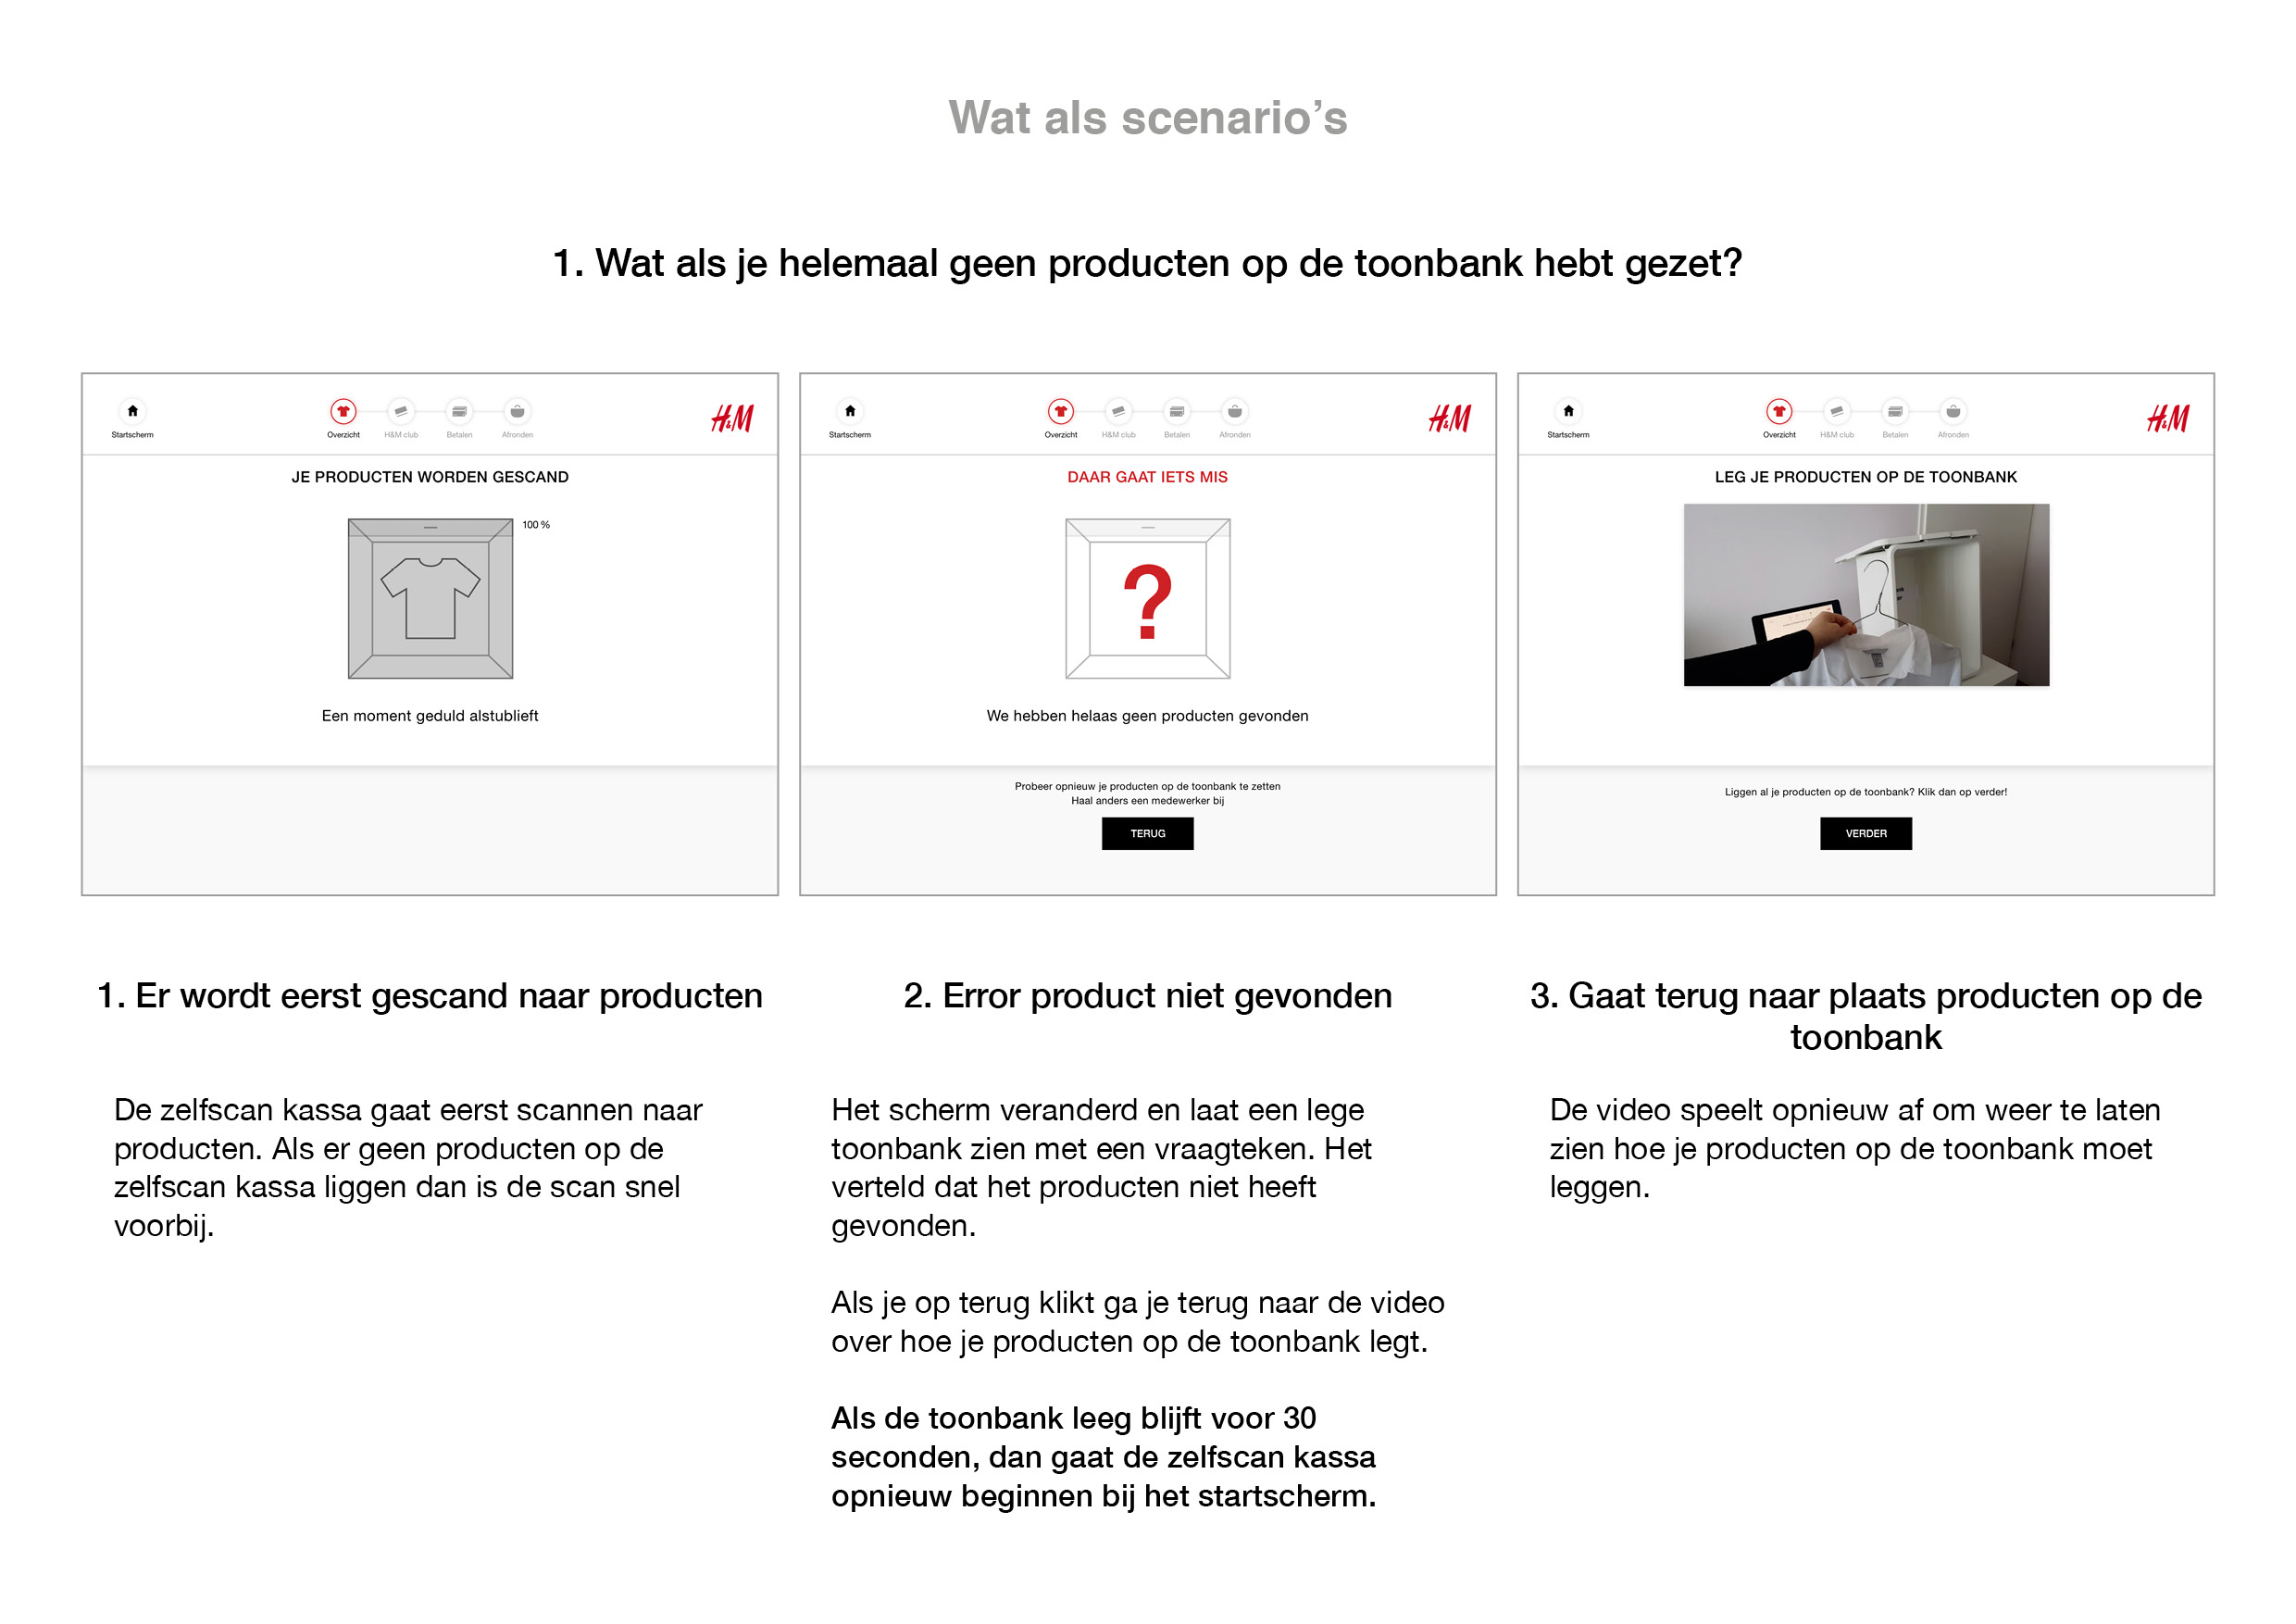 Wat als scenario’s
1. Wat als je helemaal geen producten op de toonbank hebt gezet?
Startscherm
Overzicht
H&M club
Betalen
Afronden
H&M
JE PRODUCTEN WORDEN GESCAND
100 %
Een moment geduld alstublieft
Startscherm
Overzicht
H&M club
Betalen
Afronden
H&M
DAAR GAAT IETS MIS
?
We hebben helaas geen producten gevonden
Probeer opnieuw je producten op de toonbank te zetten
Haal anders een medewerker bij
TERUG
Startscherm
Overzicht
H&M club
Betalen
Afronden
H&M
LEG JE PRODUCTEN OP DE TOONBANK
Liggen al je producten op de toonbank? Klik dan op verder!
VERDER
1. Er wordt eerst gescand naar producten
De zelfscan kassa gaat eerst scannen naar
producten. Als er geen producten op de
zelfscan kassa liggen dan is de scan snel
voorbij.
2. Error product niet gevonden
Het scherm veranderd en laat een lege
toonbank zien met een vraagteken. Het
verteld dat het producten niet heeft
gevonden.
Als je op terug klikt ga je terug naar de video
over hoe je producten op de toonbank legt.
Als de toonbank leeg blijft voor 30
seconden, dan gaat de zelfscan kassa
opnieuw beginnen bij het startscherm.
3. Gaat terug naar plaats producten op de
toonbank
De video speelt opnieuw af om weer te laten
zien hoe je producten op de toonbank moet
leggen.